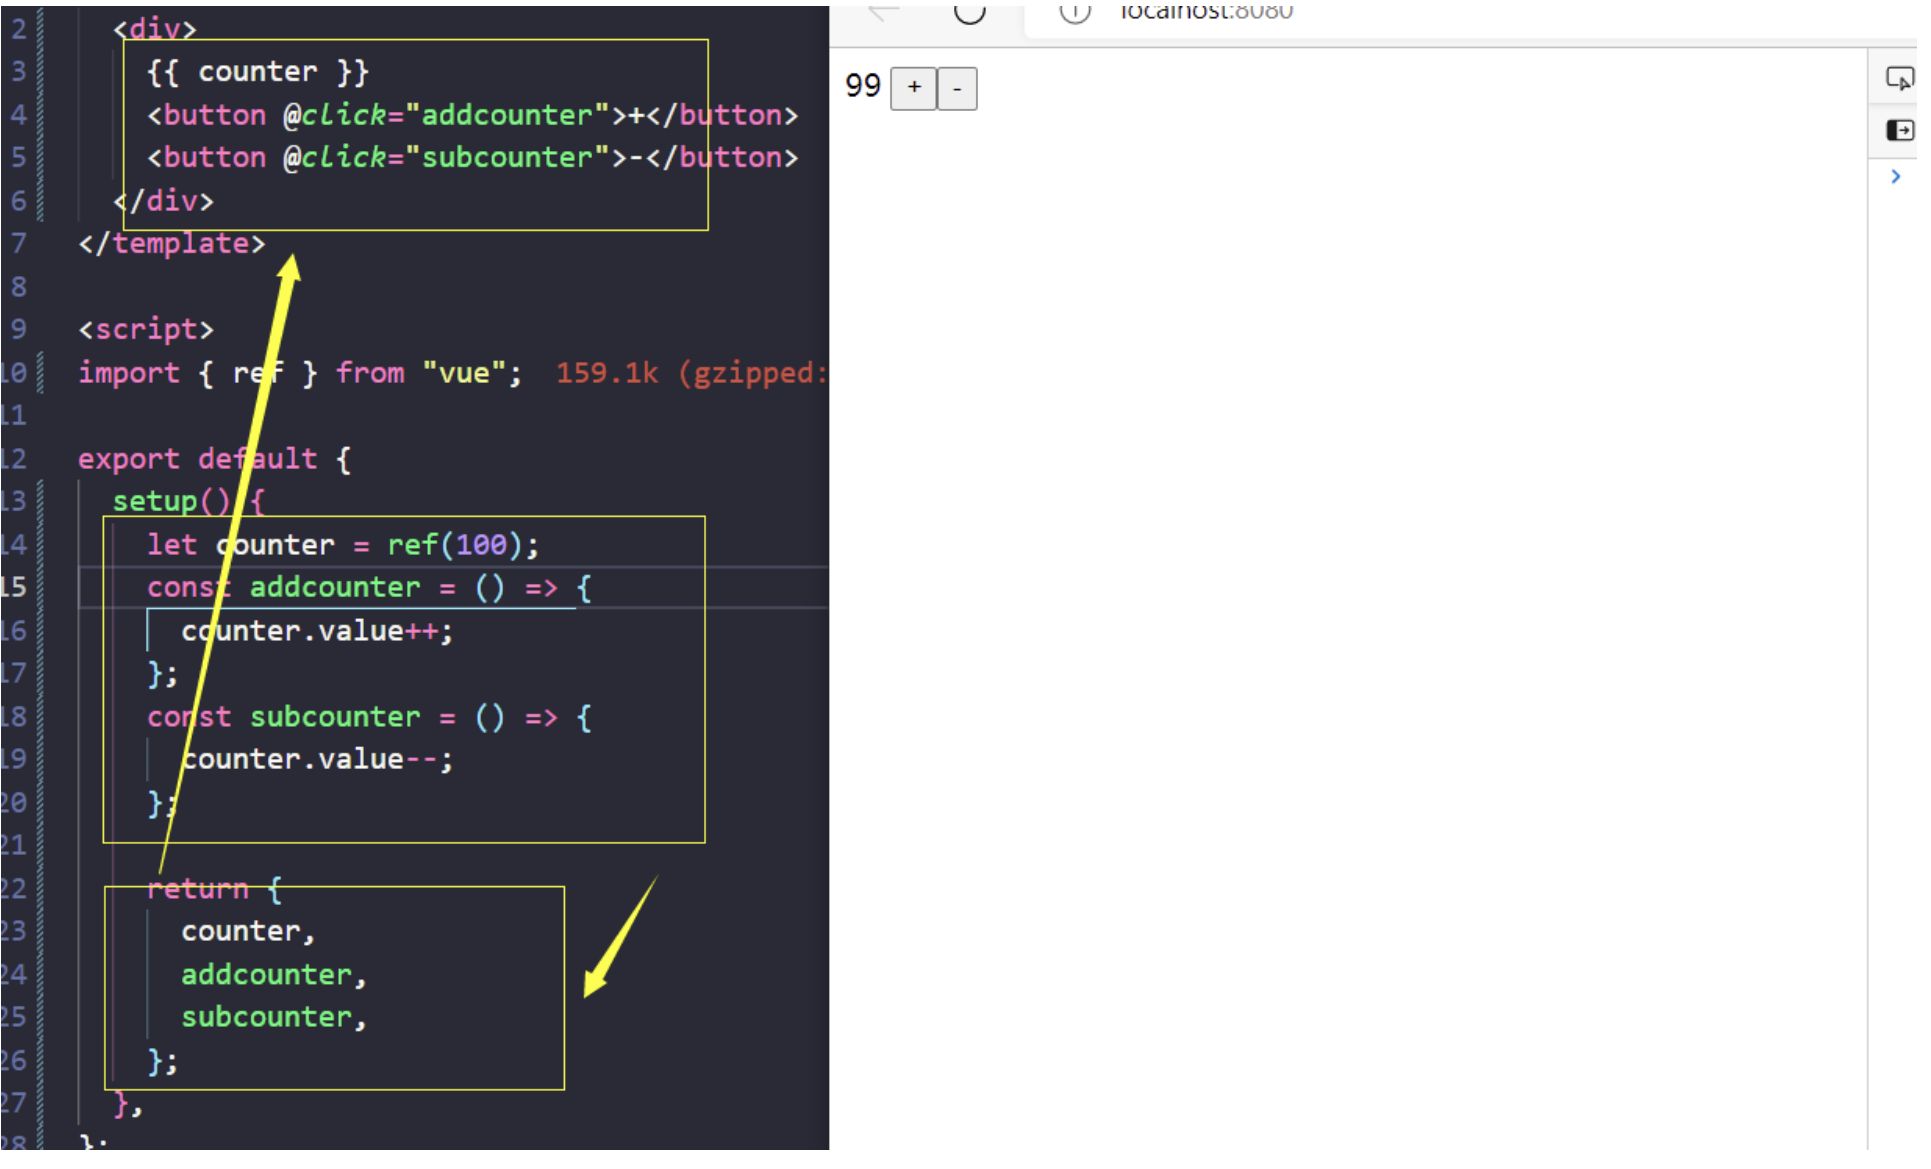 2 <div>
3 {{ counter }}
4 <button @click="addcounter">+</button>
5 <button @click="subcounter">-</button>
6 </div>
7 </template>
8
9 <script>
10 import { ref } from "vue"; 159.1k (gzipped:
11
12 export default {
13 setup() {
14 let counter = ref(100);
15 const addcounter = () => {
16 counter.value++;
17 };
18 const subcounter = () => {
19 counter.value--;
20 };
21
22 return {
23 counter,
24 addcounter,
25 subcounter,
26 };
27 },
28 };
localhost:8080
99 + -